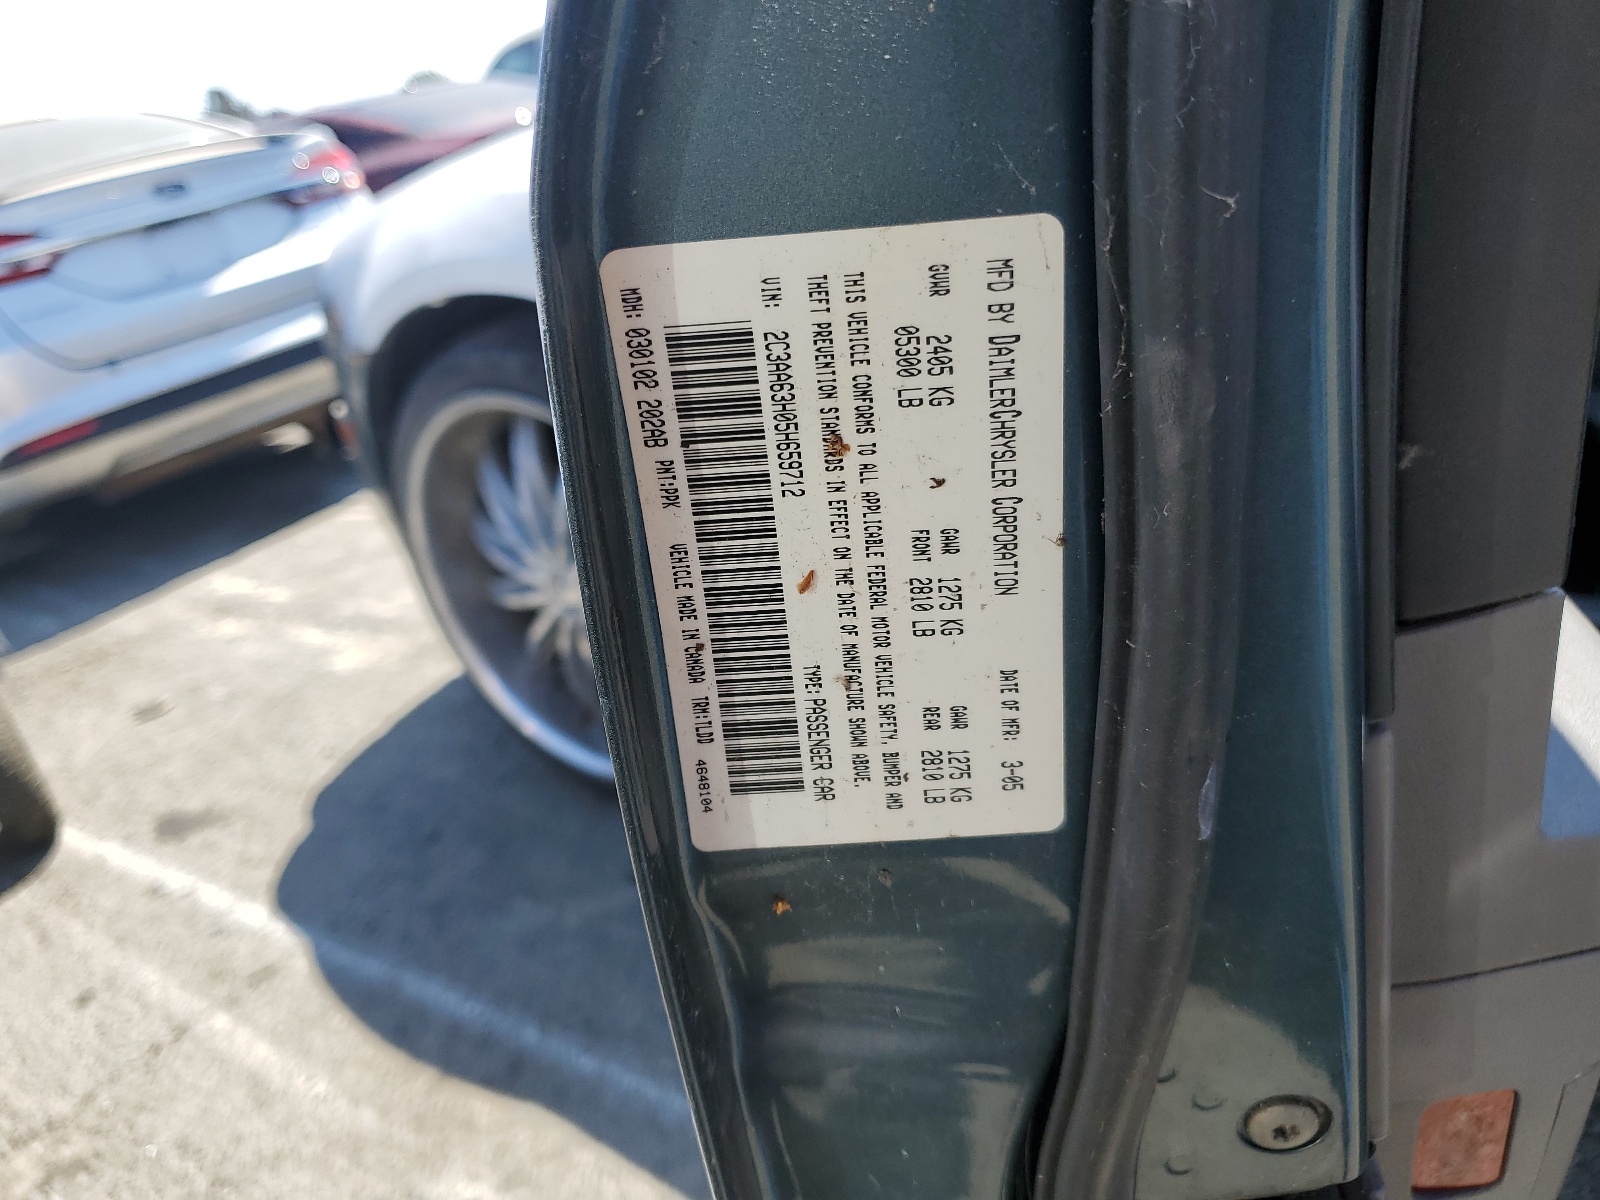 MFD BY DAIMLERCHRYSLER CORPORATION DATE OF MFR: 3-05
GVWR 2405 KG GAWR 1275 KG GAWR 1275 KG
05300 LB FRONT 2810 LB REAR 2810 LB
THIS VEHICLE CONFORMS TO ALL APPLICABLE FEDERAL MOTOR VEHICLE SAFETY, BUMPER AND
THEFT PREVENTION STANDARDS IN EFFECT ON THE DATE OF MANUFACTURE SHOWN ABOVE.
VIN: 2C3AA63H05H659712 TYPE: PASSENGER CAR
MDH: 030102 202AB PNT:PPK VEHICLE MADE IN CANADA TRM:TLDD 4648104